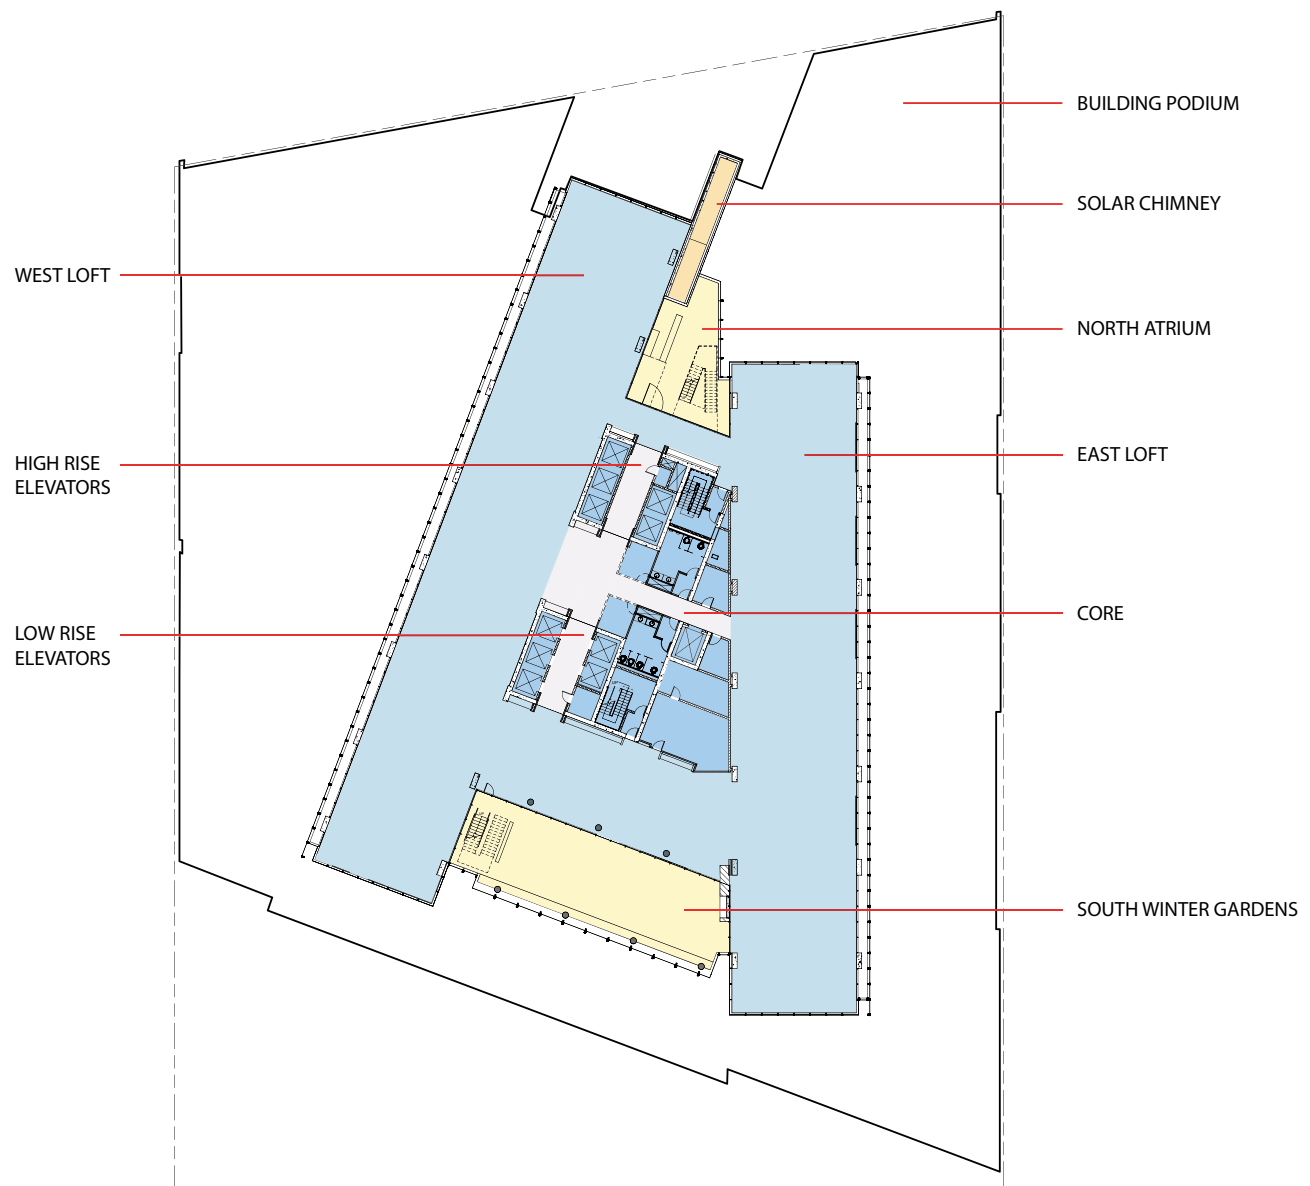 BUILDING PODIUM
SOLAR CHIMNEY
WEST LOFT
NORTH ATRIUM
EAST LOFT
HIGH RISE
ELEVATORS
CORE
LOW RISE
ELEVATORS
SOUTH WINTER GARDENS